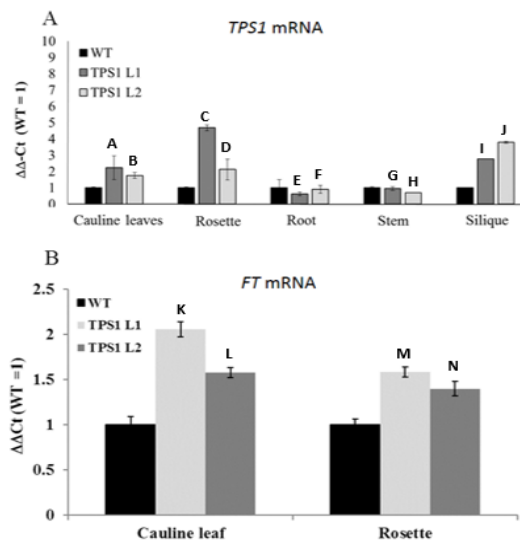 A
TPS1 mRNA
ΔΔ-Ct (WT = 1)
10
9
8
7
6
5
4
3
2
1
0
WT
TPS1 L1
TPS1 L2
A
B
C
D
E
F
G
H
I
J
Cauline leaves
Rosette
Root
Stem
Silique
B
FT mRNA
ΔΔCt (WT =1)
2.5
2
1.5
1
0.5
0
WT
TPS1 L1
TPS1 L2
K
L
M
N
Cauline leaf
Rosette